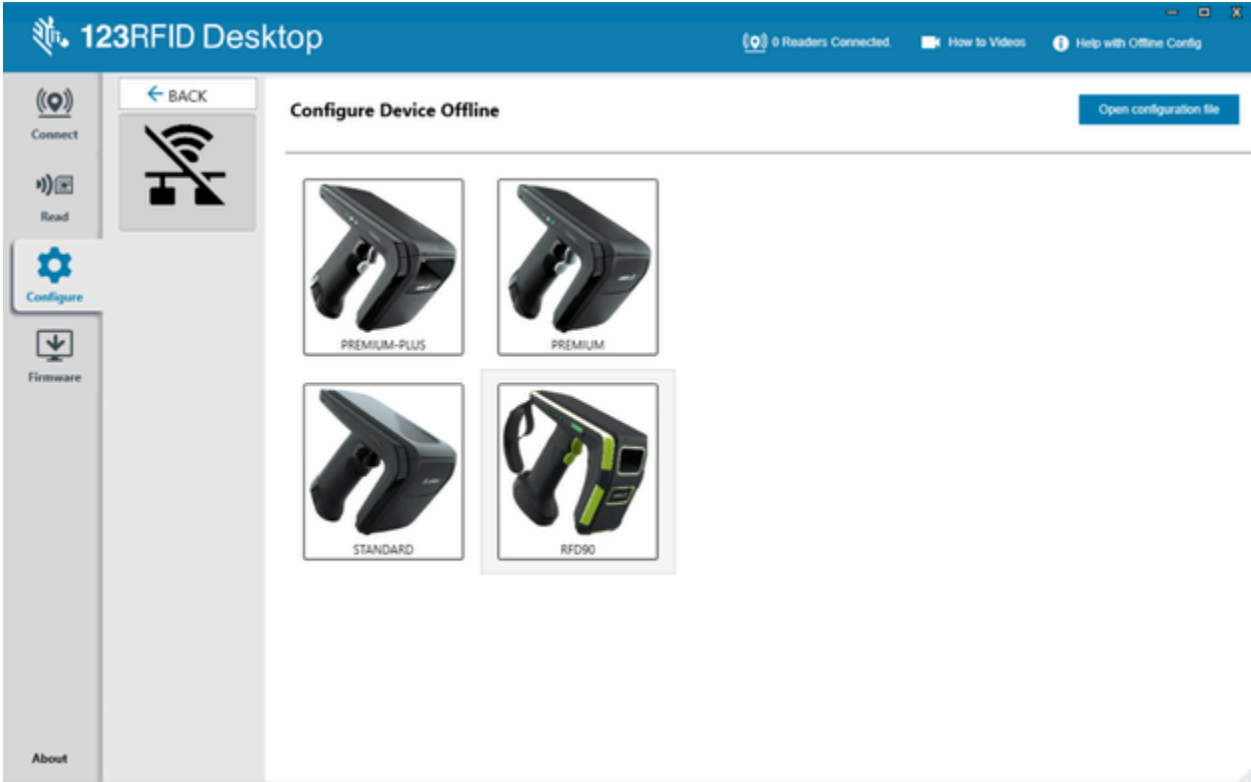 123RFID Desktop
0 Readers Connected.
How to Videos
Help with Offline Config
Connect
Read
Configure
Firmware
About
BACK
Configure Device Offline
Open configuration file
PREMIUM-PLUS
PREMIUM
STANDARD
RFD90